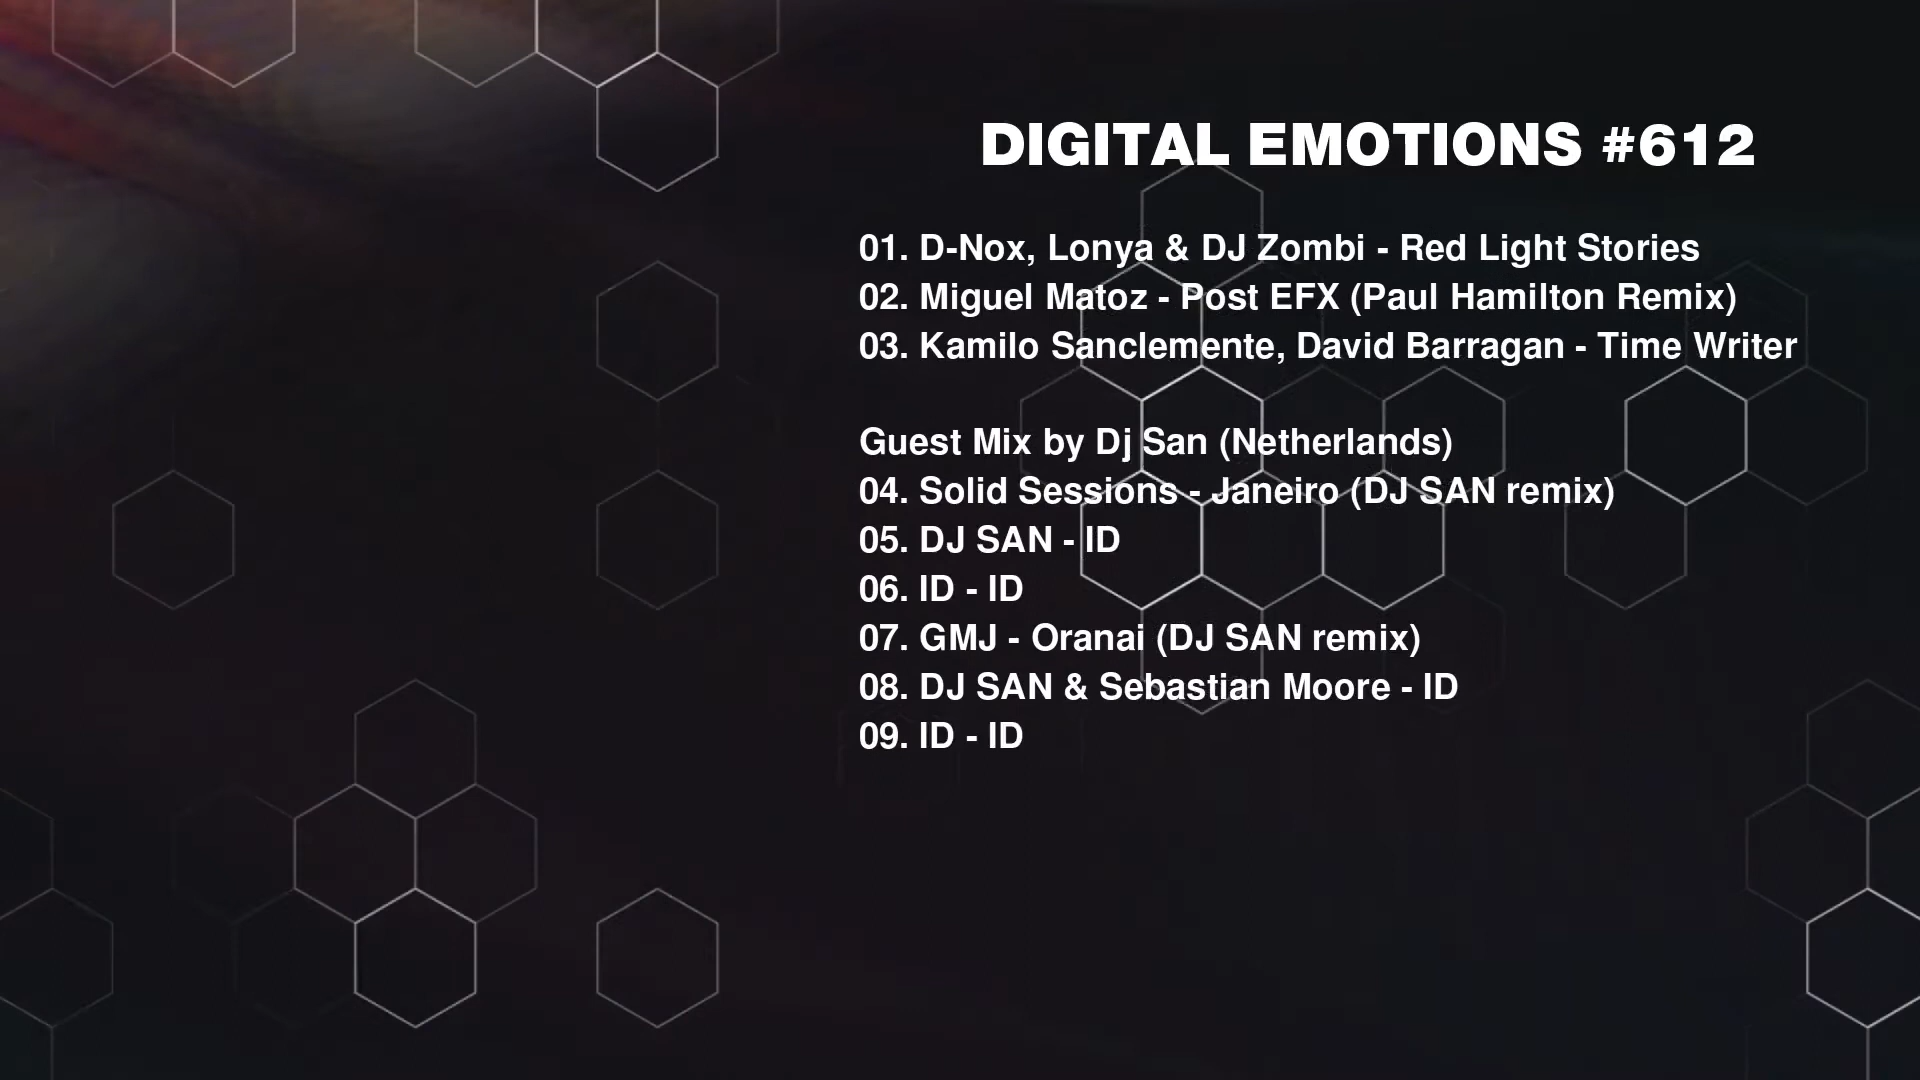 DIGITAL EMOTIONS #612
01. D-Nox, Lonya & DJ Zombi - Red Light Stories
02. Miguel Matoz - Post EFX (Paul Hamilton Remix)
03. Kamilo Sanclemente, David Barragan - Time Writer
Guest Mix by Dj San (Netherlands)
04. Solid Sessions - Janeiro (DJ SAN remix)
05. DJ SAN - ID
06. ID - ID
07. GMJ - Oranai (DJ SAN remix)
08. DJ SAN & Sebastian Moore - ID
09. ID - ID